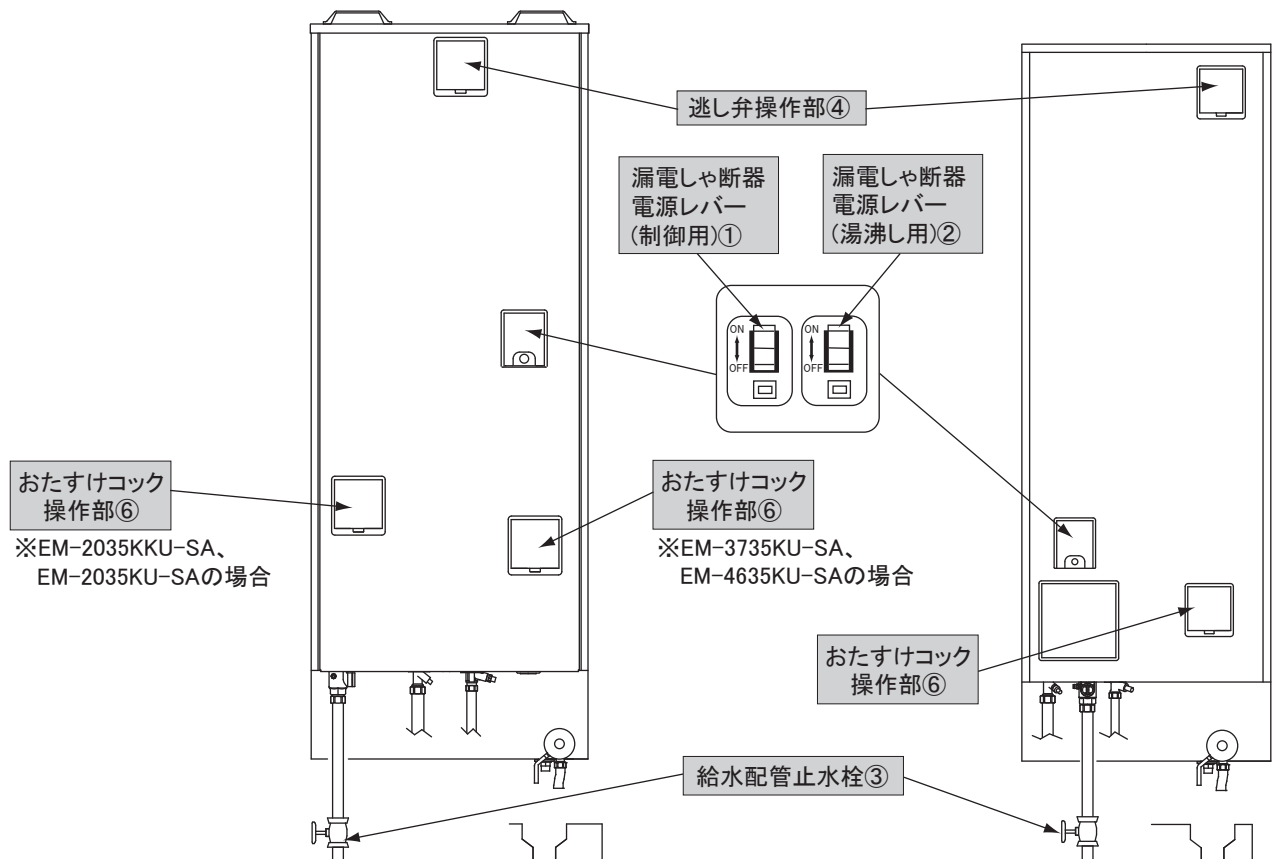 逃し弁操作部④
漏電しゃ断器
電源レバー
(制御用)①
漏電しゃ断器
電源レバー
(湯沸し用)②
ON
OFF
ON
OFF
おたすけコック
操作部⑥
※EM-2035KKU-SA、
EM-2035KU-SAの場合
おたすけコック
操作部⑥
※EM-3735KU-SA、
EM-4635KU-SAの場合
おたすけコック
操作部⑥
給水配管止水栓③